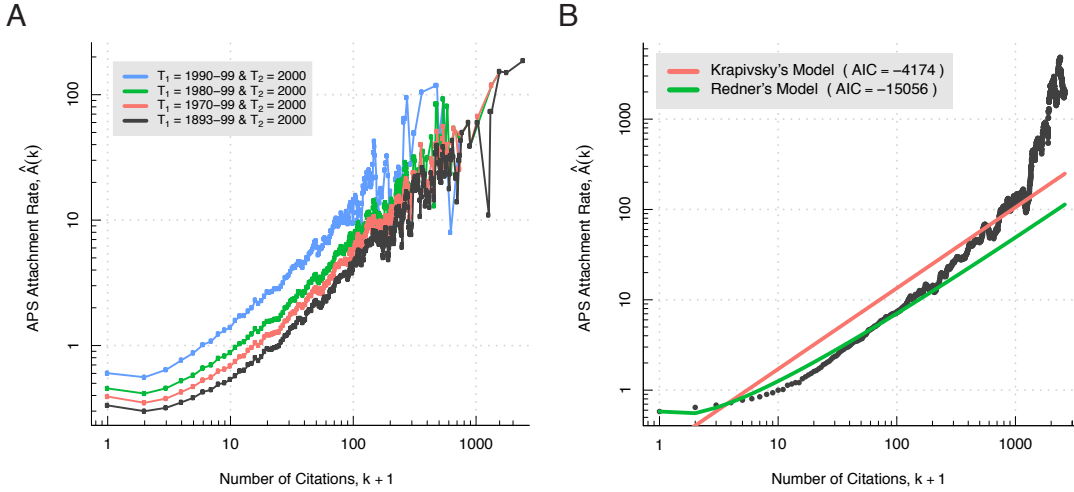 A
T₁ = 1990−99 & T₂ = 2000
T₁ = 1980−99 & T₂ = 2000
T₁ = 1970−99 & T₂ = 2000
T₁ = 1893−99 & T₂ = 2000
APS Attachment Rate, Â(k)
100
10
1
1 10 100 1000
Number of Citations, k + 1
B
Krapivsky's Model ( AIC = −4174 )
Redner's Model ( AIC = −15056 )
APS Attachment Rate, Â(k)
1000
100
10
1
1 10 100 1000
Number of Citations, k + 1